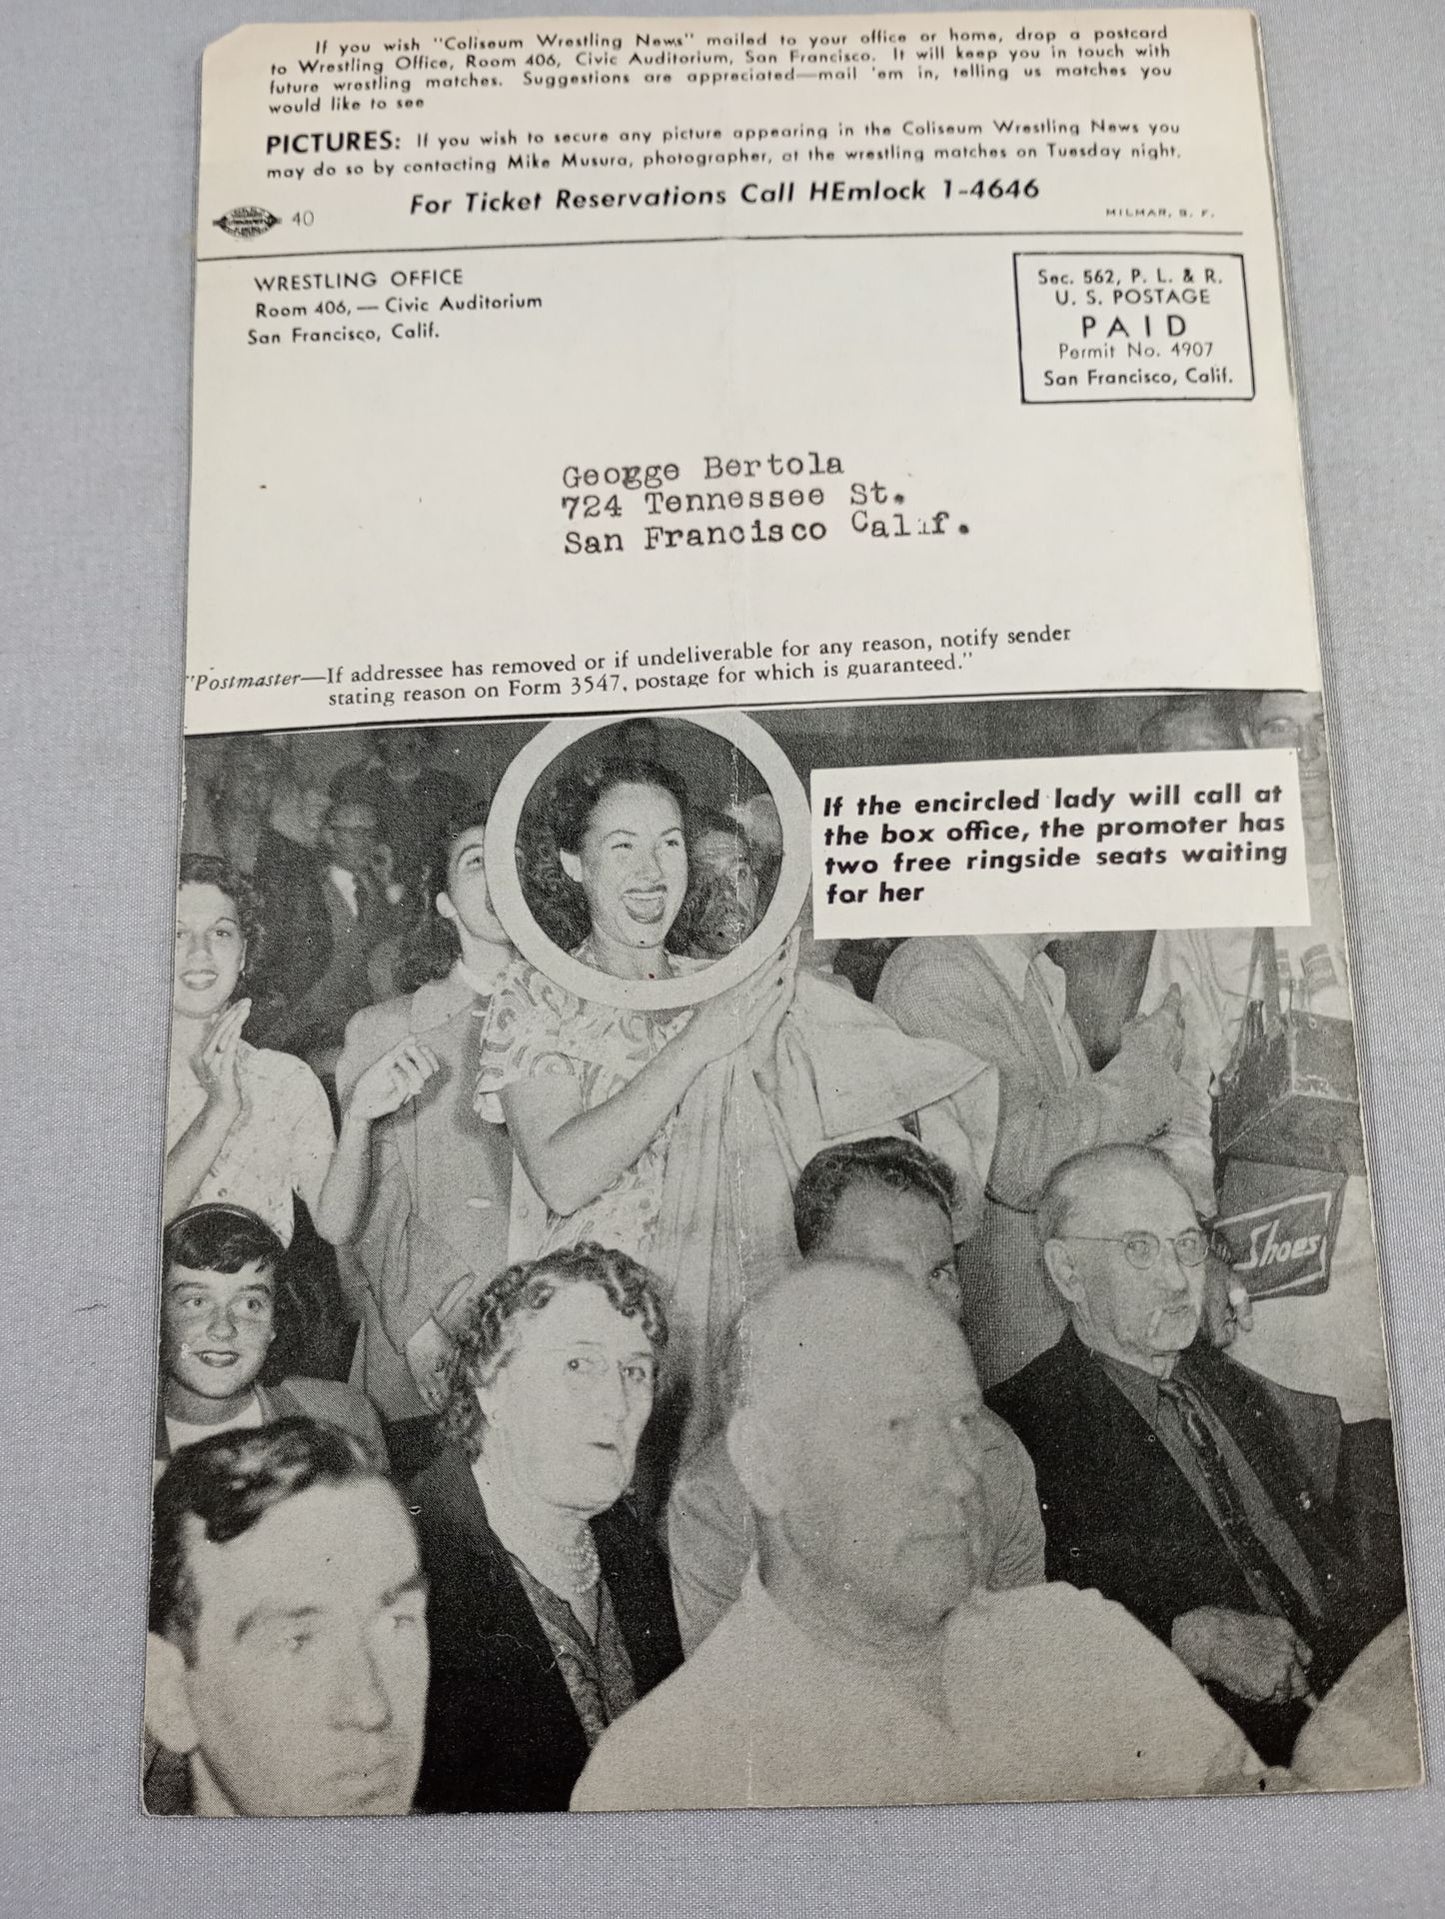 If you wish "Coliseum Wrestling News" mailed to your office or home, drop a postcard
to Wrestling Office, Room 406, Civic Auditorium, San Francisco. It will keep you in touch with
future wrestling matches. Suggestions are appreciated—mail 'em in, telling us matches you
would like to see
PICTURES: If you wish to secure any picture appearing in the Coliseum Wrestling News you
may do so by contacting Mike Musura, photographer, at the wrestling matches on Tuesday night.
For Ticket Reservations Call HEmlock 1-4646
40
MILMAR, S. F.
WRESTLING OFFICE
Room 406, — Civic Auditorium
San Francisco, Calif.
Sec. 562, P. L. & R.
U. S. POSTAGE
PAID
Permit No. 4907
San Francisco, Calif.
Geogge Bertola
724 Tennessee St.
San Francisco Calif.
"Postmaster—If addressee has removed or if undeliverable for any reason, notify sender
stating reason on Form 3547, postage for which is guaranteed."
If the encircled lady will call at
the box office, the promoter has
two free ringside seats waiting
for her
Shoes